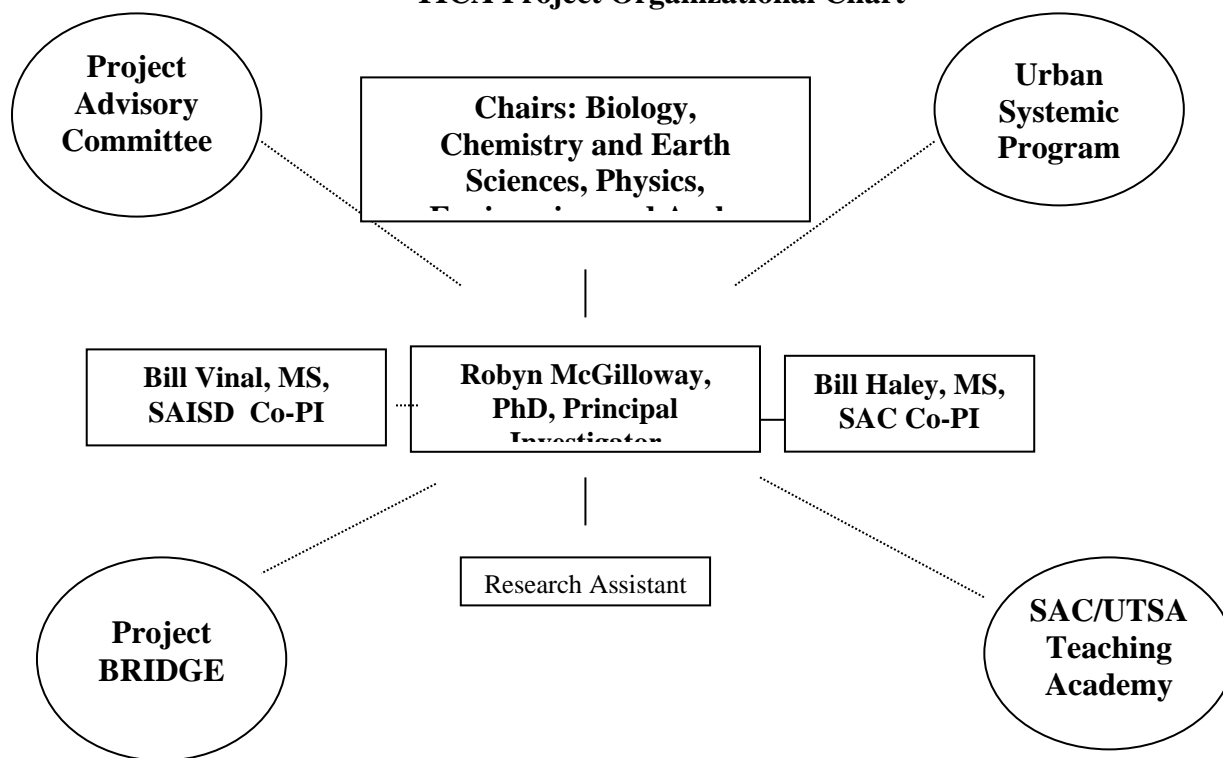 Project Organizational Chart
Project
Advisory
Committee
Chairs: Biology,
Chemistry and Earth
Sciences, Physics,
Urban
Systemic
Program
Bill Vinal, MS,
SAISD Co-PI
Robyn McGilloway,
PhD, Principal
Investigator
Bill Haley, MS,
SAC Co-PI
Research Assistant
Project
BRIDGE
SAC/UTSA
Teaching
Academy